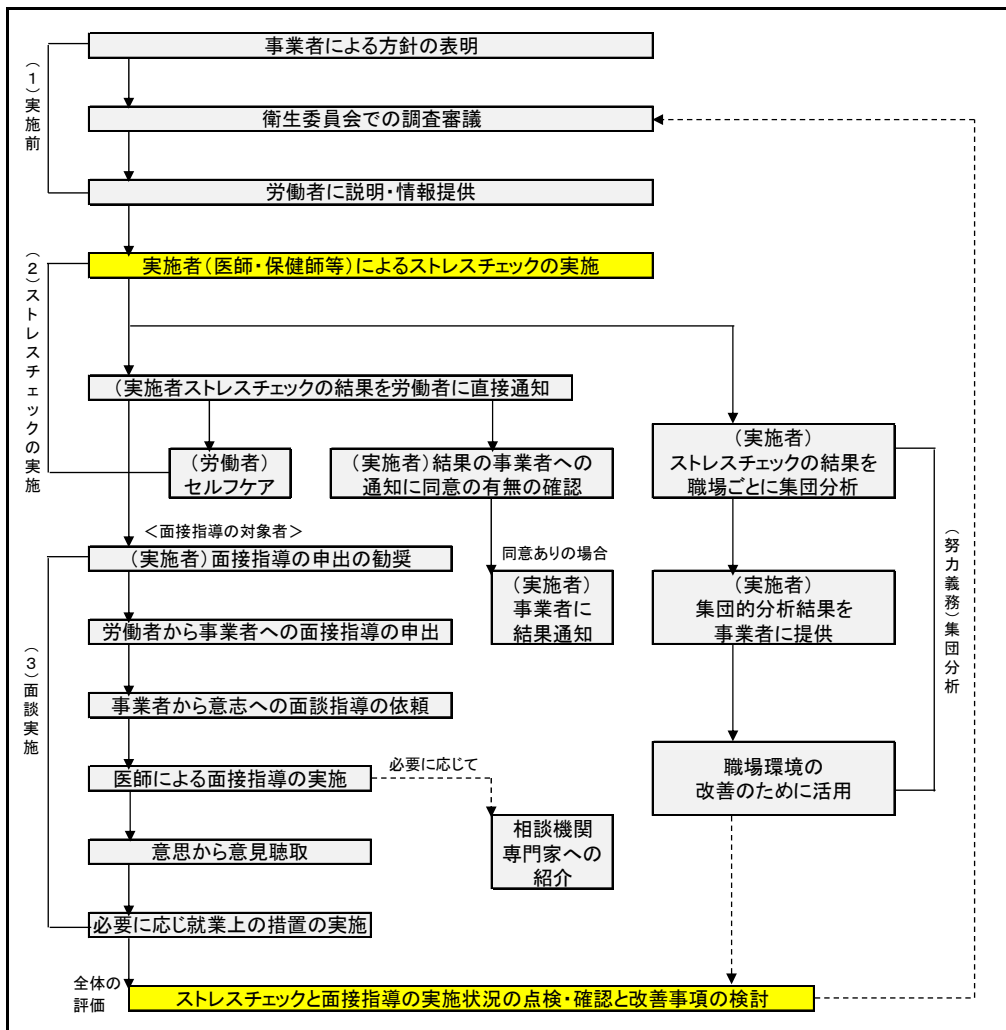 事業者による方針の表明
(1)実施前
衛生委員会での調査審議
労働者に説明・情報提供
(2)ストレスチェックの実施
実施者(医師・保健師等)によるストレスチェックの実施
(実施者ストレスチェックの結果を労働者に直接通知
(労働者)
セルフケア
(実施者)結果の事業者への
通知に同意の有無の確認
(実施者)
ストレスチェックの結果を
職場ごとに集団分析
<面接指導の対象者>
(実施者)面接指導の申出の勧奨
同意ありの場合
(実施者)
事業者に
結果通知
(実施者)
集団的分析結果を
事業者に提供
(努力義務)集団分析
労働者から事業者への面接指導の申出
(3)面談実施
事業者から意志への面談指導の依頼
医師による面接指導の実施
必要に応じて
職場環境の
改善のために活用
相談機関
専門家への
紹介
意思から意見聴取
必要に応じ就業上の措置の実施
全体の
評価
ストレスチェックと面接指導の実施状況の点検・確認と改善事項の検討